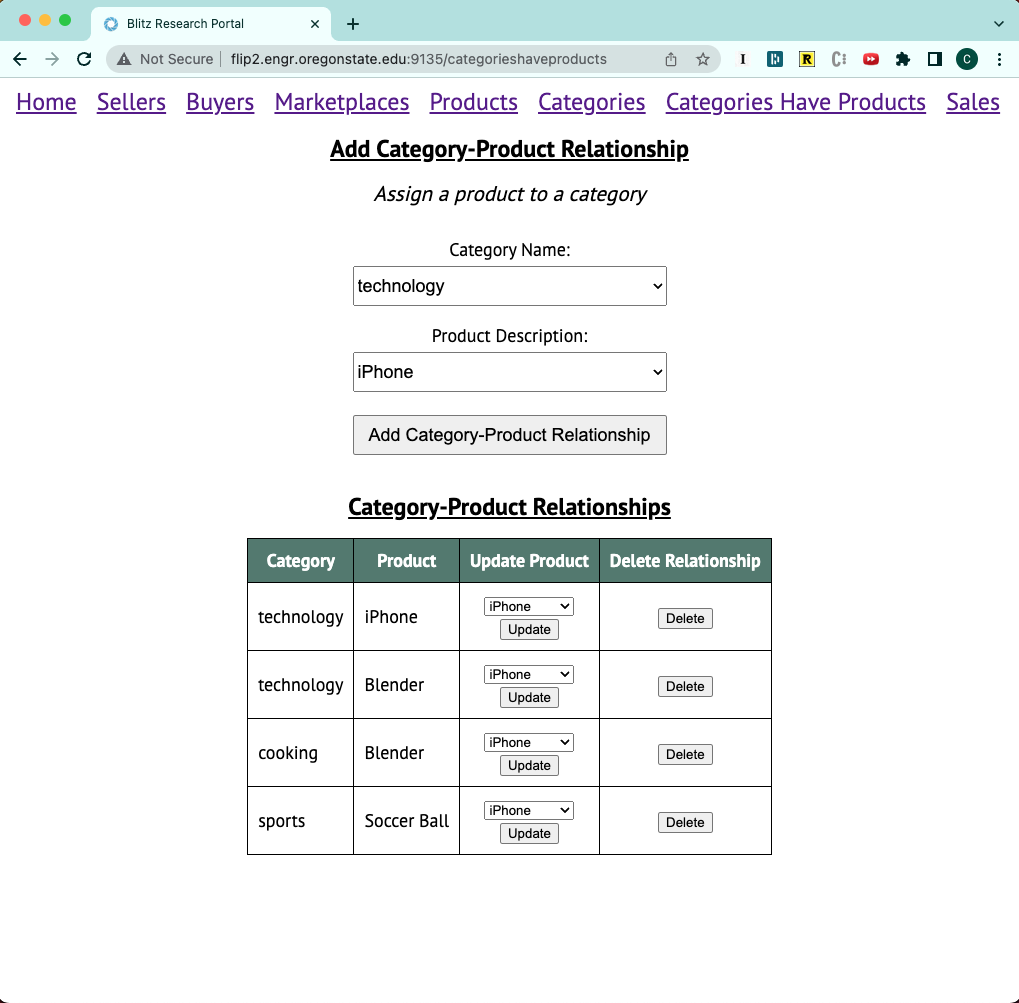 Blitz Research Portal
Not Secure flip2.engr.oregonstate.edu:9135/categorieshaveproducts
Home Sellers Buyers Marketplaces Products Categories Categories Have Products Sales
Add Category-Product Relationship
Assign a product to a category
Category Name:
technology
Product Description:
iPhone
Add Category-Product Relationship
Category-Product Relationships
Category Product Update Product Delete Relationship
technology iPhone iPhone Update Delete
technology Blender iPhone Update Delete
cooking Blender iPhone Update Delete
sports Soccer Ball iPhone Update Delete